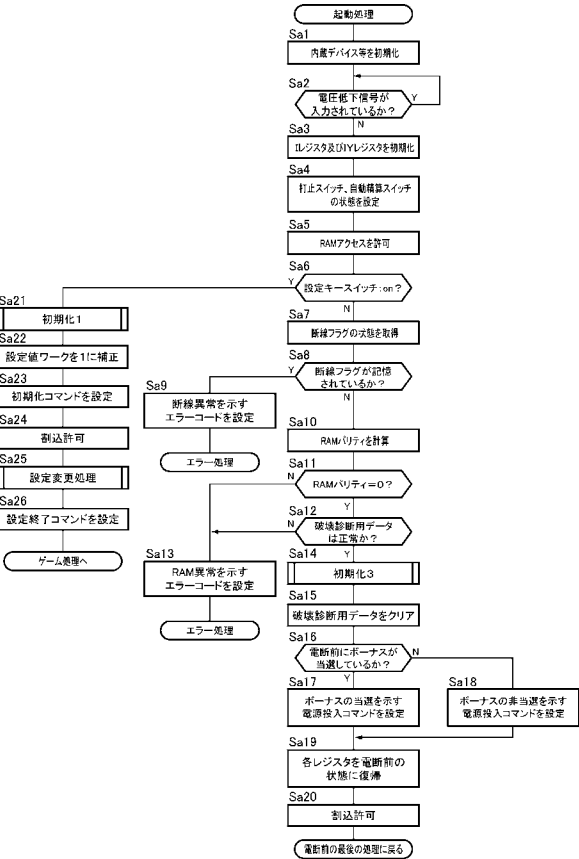 起動処理
Sa1
内蔵デバイス等を初期化
Sa2
電圧低下信号が
入力されているか?
Y
N
Sa3
Iレジスタ及びIYレジスタを初期化
Sa4
打止スイッチ、自動精算スイッチ
の状態を設定
Sa5
RAMアクセスを許可
Sa6
設定キースイッチ:on?
Y
N
Sa21
初期化1
Sa22
設定値ワークを1に補正
Sa23
初期化コマンドを設定
Sa24
割込許可
Sa25
設定変更処理
Sa26
設定終了コマンドを設定
ゲーム処理へ
Sa7
断線フラグの状態を取得
Sa8
断線フラグが記憶
されているか?
Y
N
Sa9
断線異常を示す
エラーコードを設定
エラー処理
Sa10
RAMパリティを計算
Sa11
RAMパリティ=0?
N
Y
Sa12
破壊診断用データ
は正常か?
N
Y
Sa13
RAM異常を示す
エラーコードを設定
エラー処理
Sa14
初期化3
Sa15
破壊診断用データをクリア
Sa16
電断前にボーナスが
当選しているか?
N
Y
Sa17
ボーナスの当選を示す
電源投入コマンドを設定
Sa18
ボーナスの非当選を示す
電源投入コマンドを設定
Sa19
各レジスタを電断前の
状態に復帰
Sa20
割込許可
電断前の最後の処理に戻る